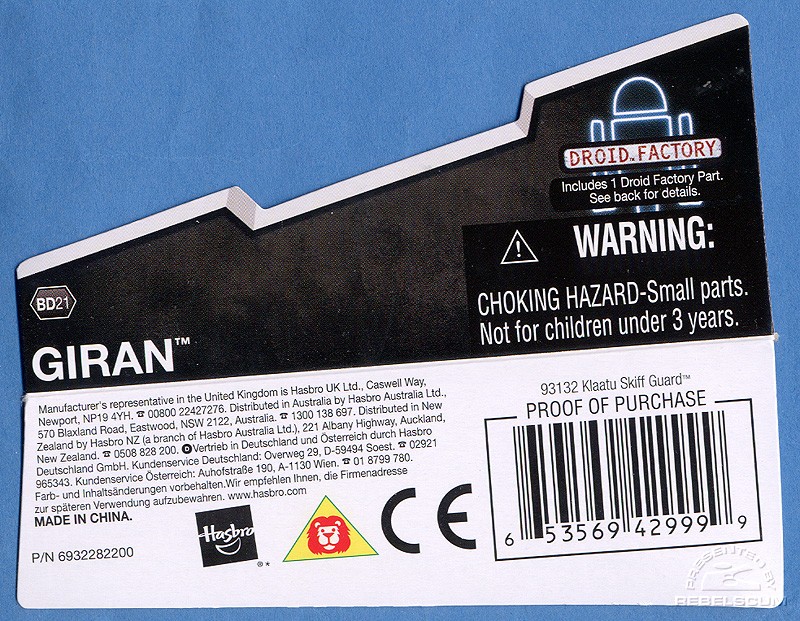 DROID™ FACTORY
Includes 1 Droid Factory Part.
See back for details.
⚠ WARNING:
CHOKING HAZARD-Small parts.
Not for children under 3 years.
BD21
GIRAN™
Manufacturer's representative in the United Kingdom is Hasbro UK Ltd., Caswell Way,
Newport, NP19 4YH. ☎ 00800 22427276. Distributed in Australia by Hasbro Australia Ltd.,
570 Blaxland Road, Eastwood, NSW 2122, Australia. ☎ 1300 138 697. Distributed in New
Zealand by Hasbro NZ (a branch of Hasbro Australia Ltd.), 221 Albany Highway, Auckland,
New Zealand. ☎ 0508 828 200. D Vertrieb in Deutschland und Österreich durch Hasbro
Deutschland GmbH. Kundenservice Deutschland: Overweg 29, D-59494 Soest. ☎ 02921
965343. Kundenservice Österreich: Auhofstraße 190, A-1130 Wien. ☎ 01 8799 780.
Farb- und Inhaltsänderungen vorbehalten.Wir empfehlen Ihnen, die Firmenadresse
zur späteren Verwendung aufzubewahren. www.hasbro.com
MADE IN CHINA.
P/N 6932282200
Hasbro
®*
CE
93132 Klaatu Skiff Guard™
PROOF OF PURCHASE
6 53569 42999 9
PRESENTED BY
REBELSCUM